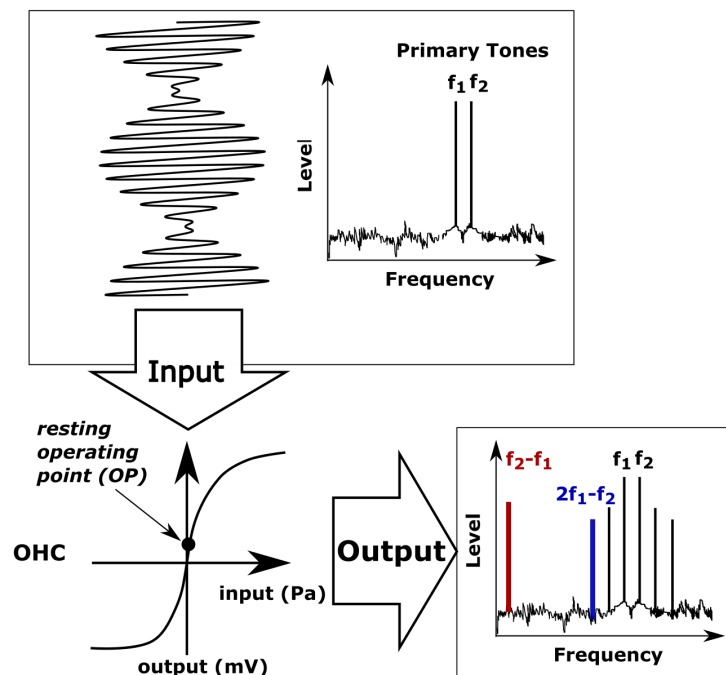 Primary Tones
f1 f2
Level
Frequency
Input
resting
operating
point (OP)
OHC
input (Pa)
output (mV)
Output
f2-f1
f1 f2
2f1-f2
Level
Frequency